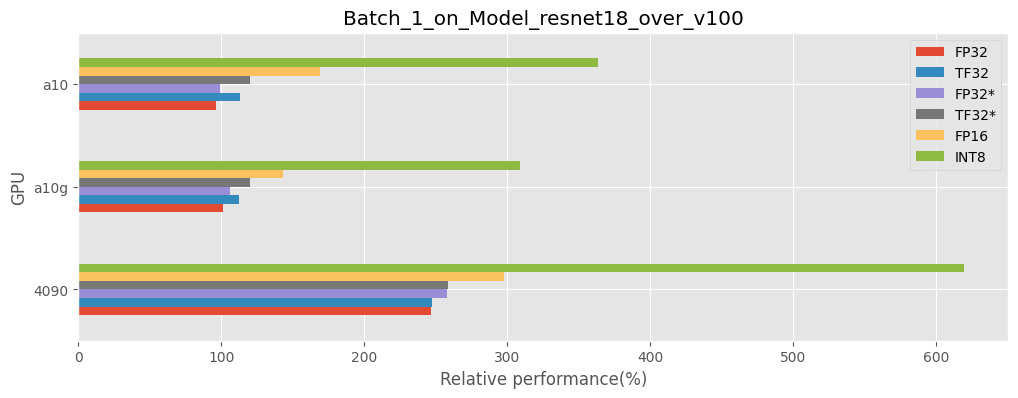 Batch_1_on_Model_resnet18_over_v100
FP32
TF32
FP32*
TF32*
FP16
INT8
GPU
a10
a10g
4090
0 100 200 300 400 500 600
Relative performance(%)